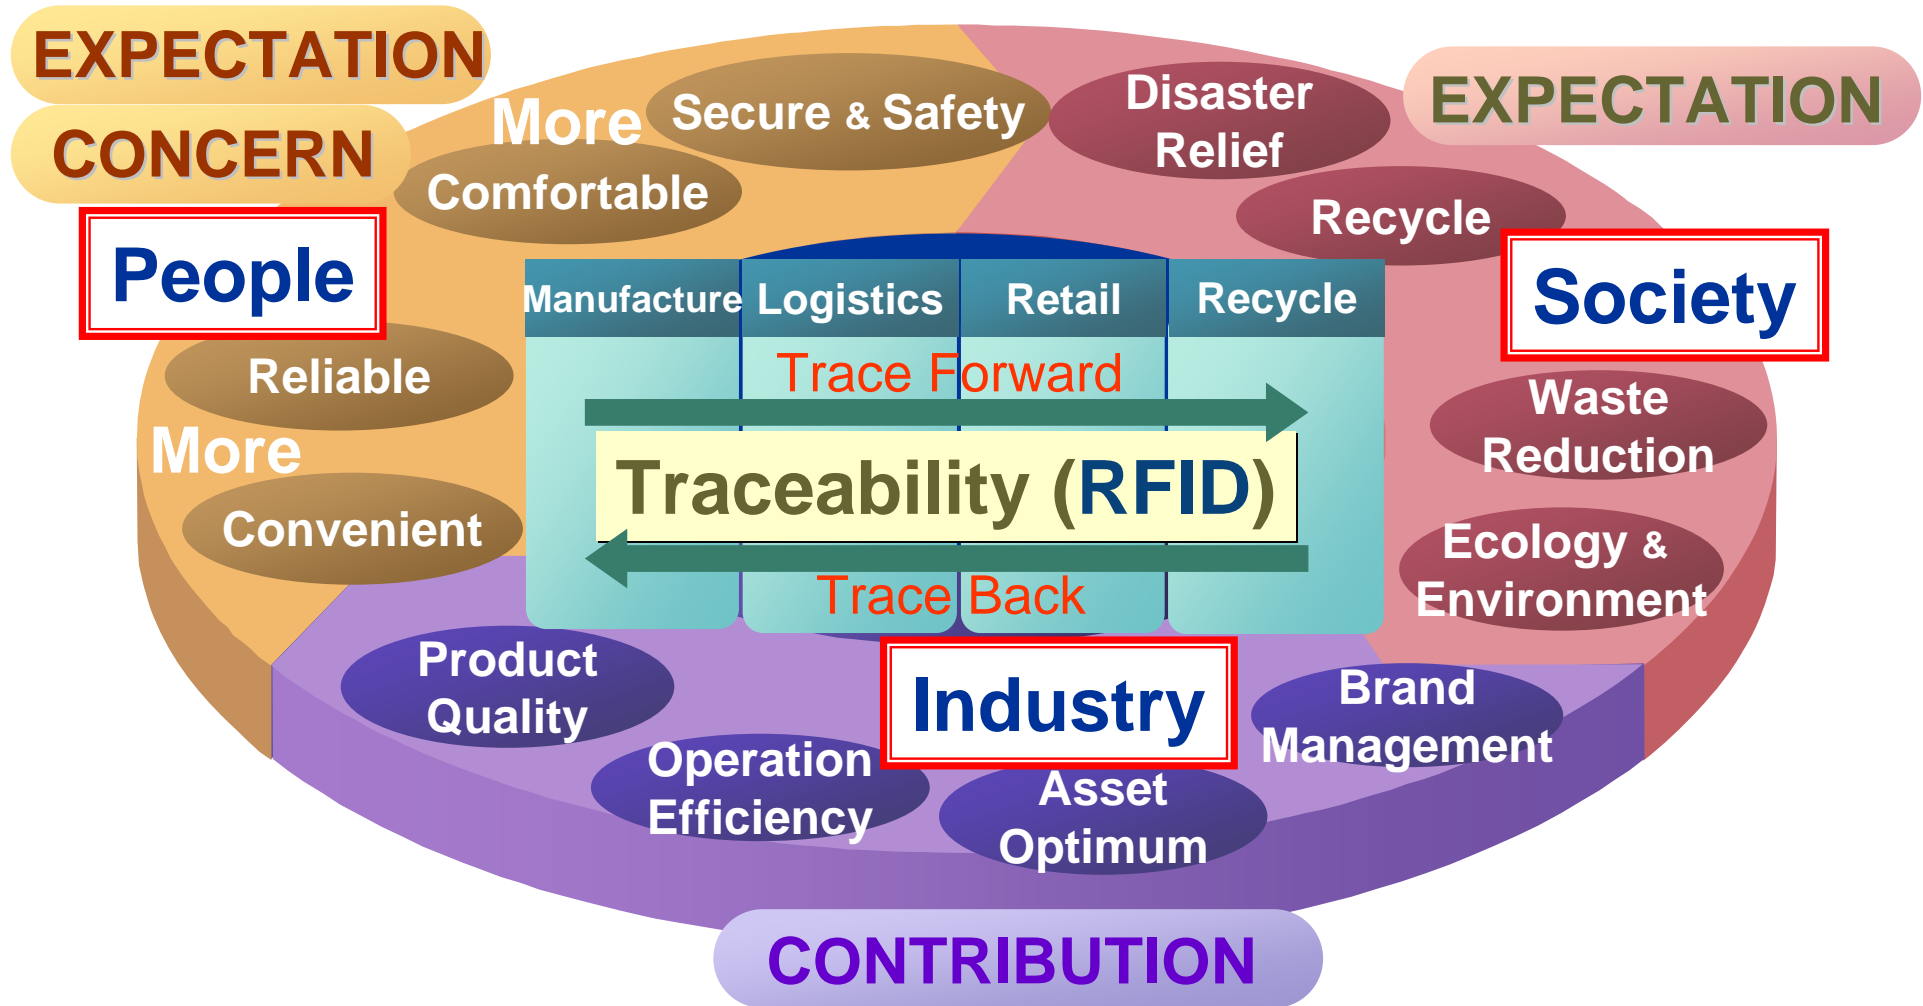 EXPECTATION
CONCERN
People
More
Secure & Safety
Comfortable
Reliable
More
Convenient
EXPECTATION
Society
Disaster
Relief
Recycle
Waste
Reduction
Ecology &
Environment
Manufacture
Logistics
Retail
Recycle
Trace Forward
Traceability (RFID)
Trace Back
Industry
Product
Quality
Operation
Efficiency
Asset
Optimum
Brand
Management
CONTRIBUTION